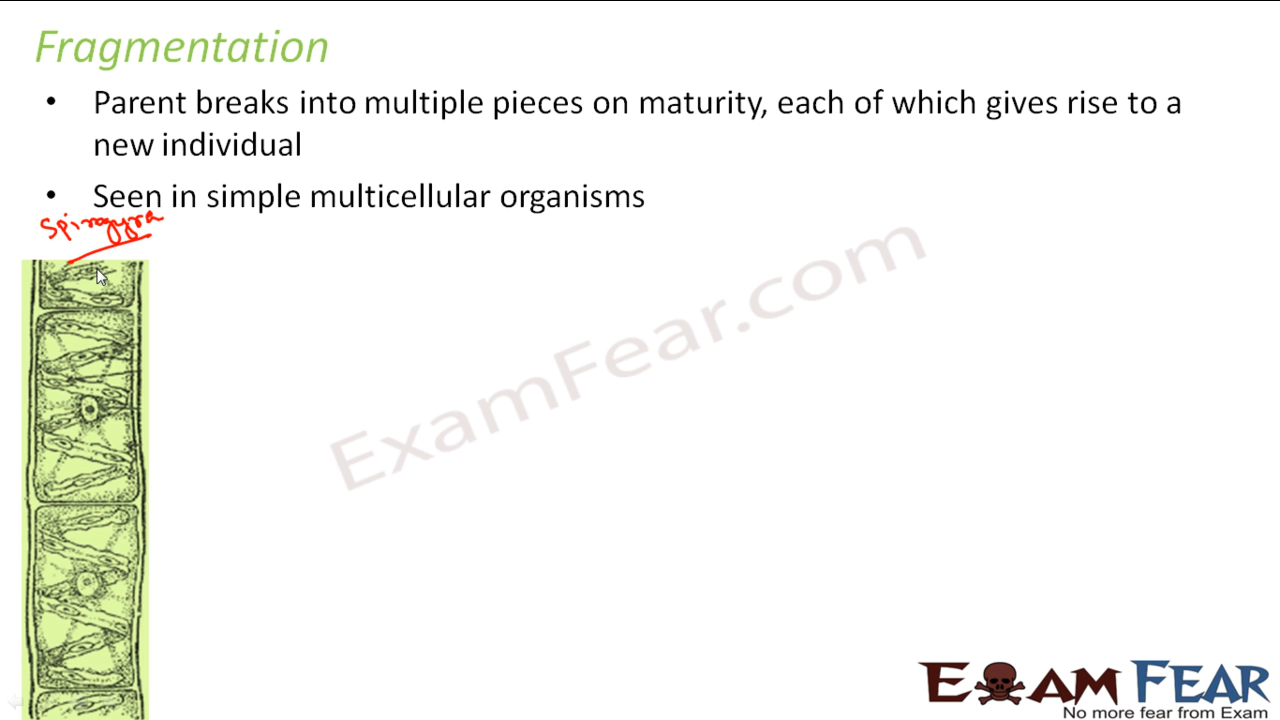 Fragmentation
• Parent breaks into multiple pieces on maturity, each of which gives rise to a
new individual
• Seen in simple multicellular organisms
Spirogyra
ExamFear.com
EXAM FEAR
No more fear from Exam